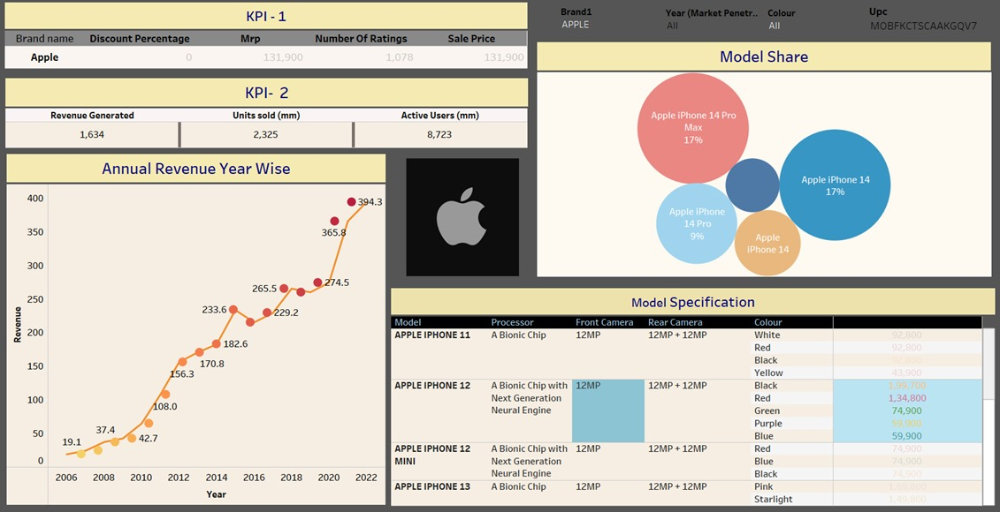 KPI - 1
Brand name Discount Percentage Mrp Number Of Ratings Sale Price
Apple 0 131,900 1,078 131,900
KPI- 2
Revenue Generated Units sold (mm) Active Users (mm)
1,634 2,325 8,723
Annual Revenue Year Wise
Revenue
400
350
300
250
200
150
100
50
0
19.1
37.4
42.7
108.0
156.3
170.8
182.6
233.6
229.2
265.5
274.5
365.8
394.3
2006 2008 2010 2012 2014 2016 2018 2020 2022
Year
Brand1 Year (Market Penetr.. Colour Upc
APPLE All All MOBFKCTSCAAKGQV7
Model Share
Apple iPhone 14 Pro
Max
17%
Apple iPhone 14
17%
Apple iPhone
14 Pro
9%
Apple
iPhone 14
Model Specification
Model Processor Front Camera Rear Camera Colour
APPLE IPHONE 11 A Bionic Chip 12MP 12MP + 12MP White 92,800
Red 92,800
Black 92,800
Yellow 43,900
APPLE IPHONE 12 A Bionic Chip with 12MP 12MP + 12MP Black 1,99,700
Next Generation Red 1,34,800
Neural Engine Green 74,900
Purple 59,900
Blue 59,900
APPLE IPHONE 12 A Bionic Chip with 12MP 12MP + 12MP Red 74,900
MINI Next Generation Blue 74,900
Neural Engine Black 74,900
APPLE IPHONE 13 A Bionic Chip 12MP 12MP + 12MP Pink
Starlight 1,49,800